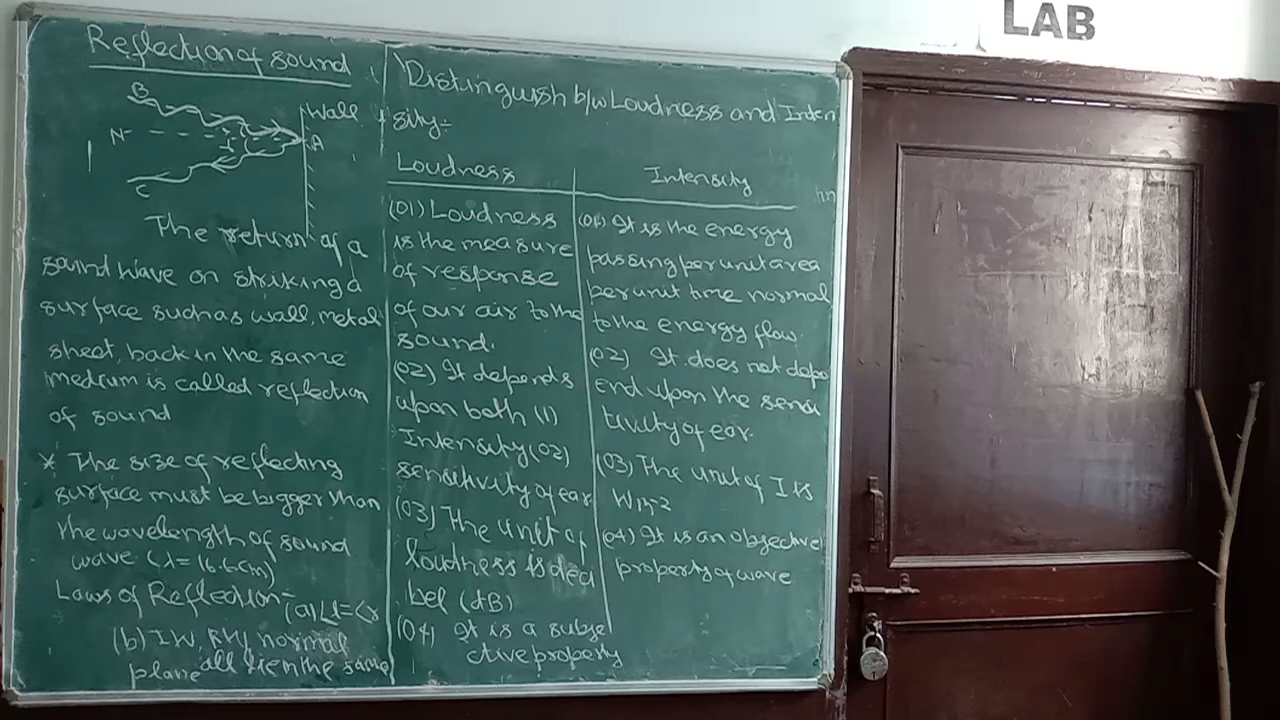 LAB
Reflection of sound
B
Wall
N
A
i
r
C
The return of a
sound wave on striking a
surface such as wall, metal
sheet, back in the same
medium is called reflection
of sound
* The size of reflecting
surface must be bigger than
the wavelength of sound
wave (λ = 16.6cm)
Laws of Reflection-(a) Li=<r
(b) I W, RW, normal
all lie in the same
plane
Distinguish b/w Loudness and Inten
sity:-
Loudness
(01) Loudness
is the measure
of response
of our air to the
sound.
(02) It depends
upon both (1)
Intensity (02)
sensitivity of ear
(03) The unit of
loudness is deci
bel (dB)
(04) It is a subje
ctive property
Intensity
(01) It is the energy
passing per unit area
per unit time normal
to the energy flow.
(02) It does not dep
end upon the sensi
tivity of ear.
(03) The unit of I is
Wm-2
(04) It is an objective
property of wave